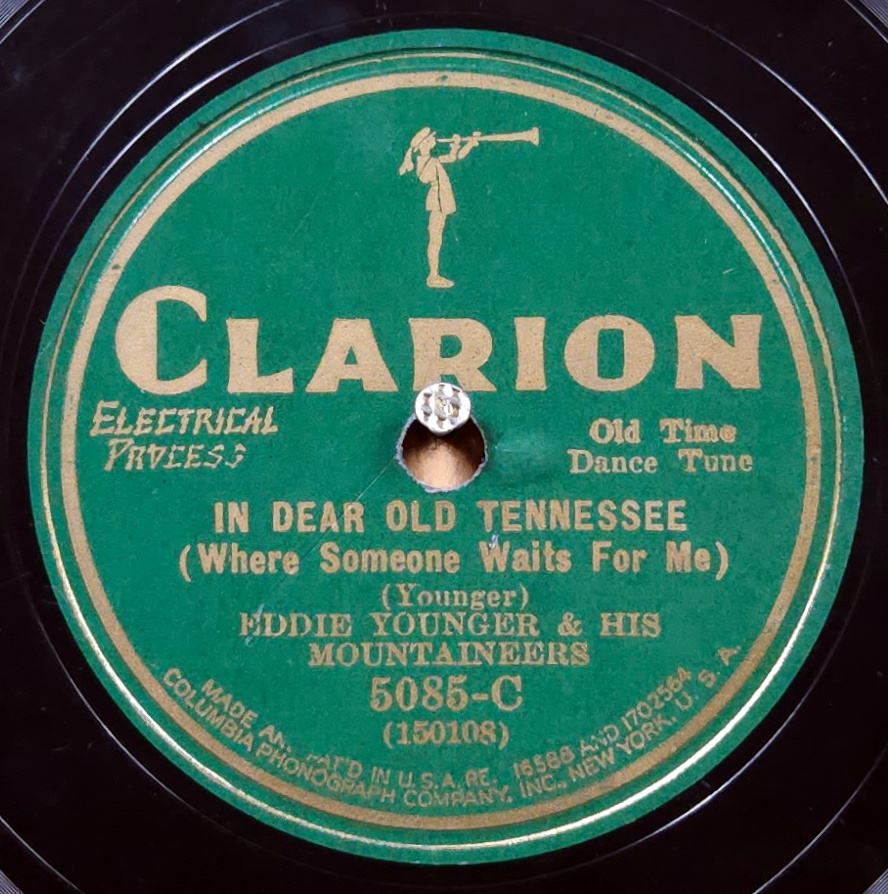 CLARION
ELECTRICAL
PROCESS
Old Time
Dance Tune
IN DEAR OLD TENNESSEE
(Where Someone Waits For Me)
(Younger)
EDDIE YOUNGER & HIS
MOUNTAINEERS
5085-C
(150108)
MADE PAT'D IN U.S.A. RE. 16588 AND 1702564
COLUMBIA PHONOGRAPH COMPANY, INC., NEW YORK, U. S. A.